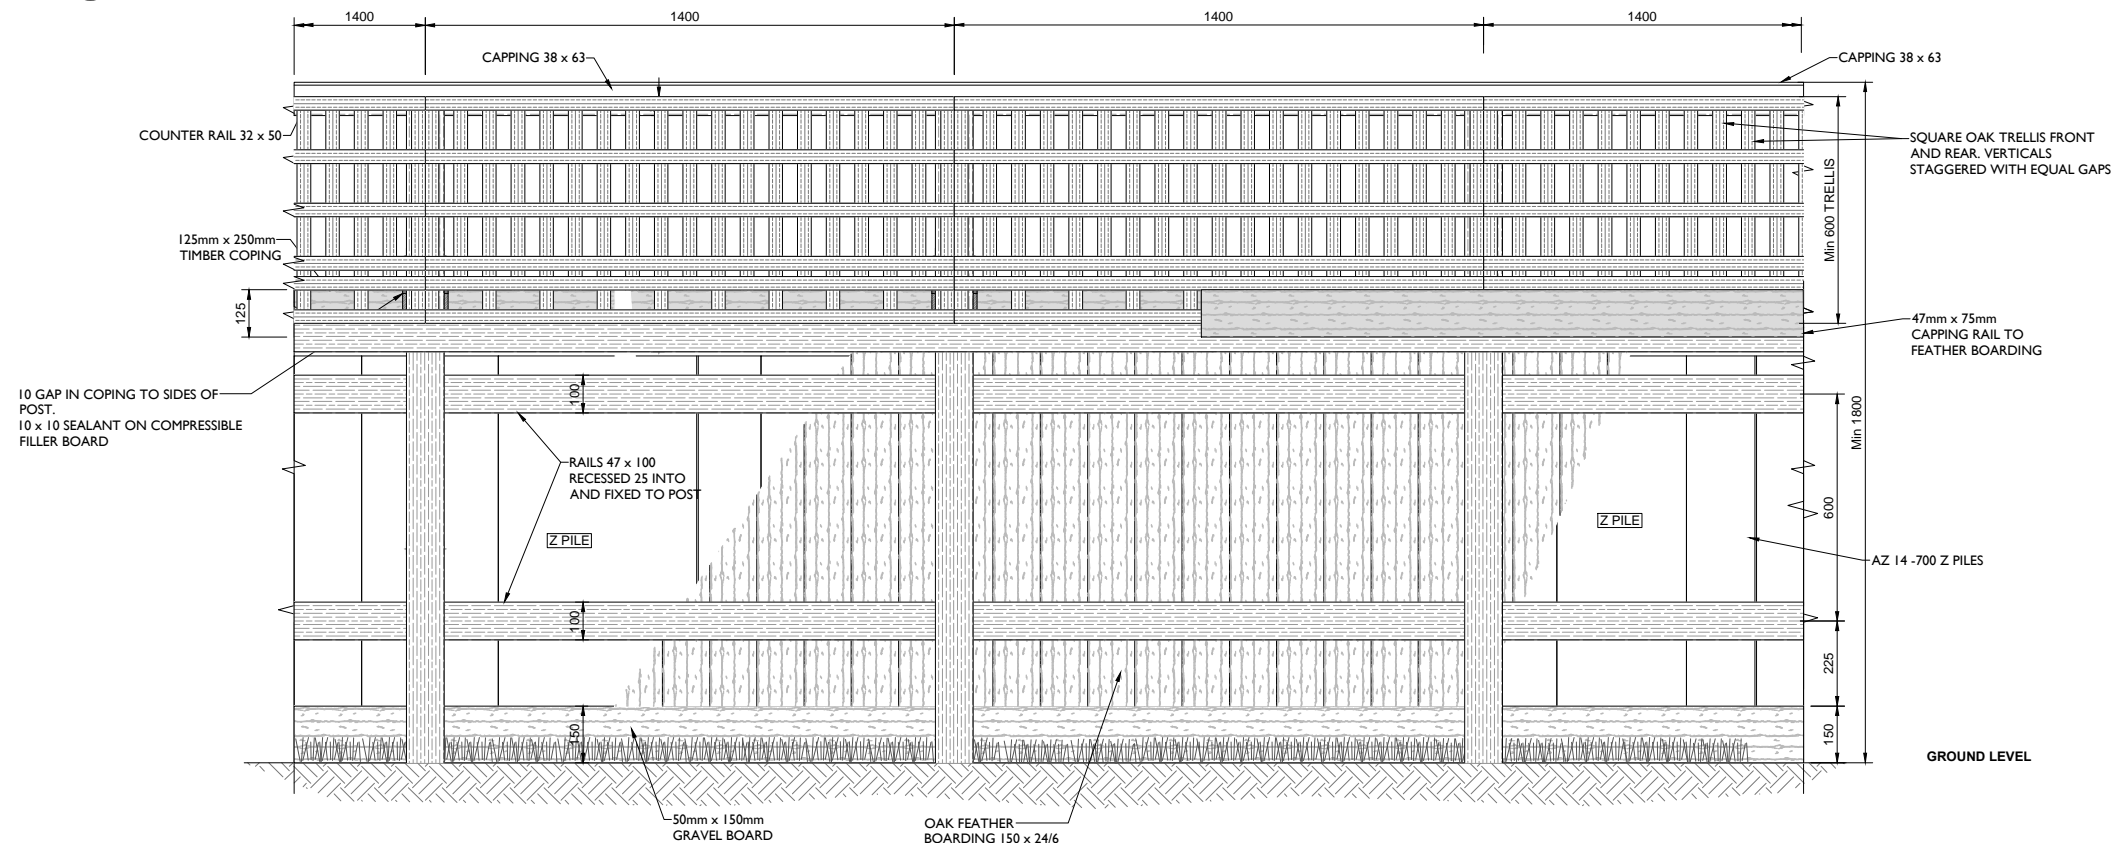 1400
1400
1400
1400
CAPPING 38 x 63
CAPPING 38 x 63
COUNTER RAIL 32 x 50
SQUARE OAK TRELLIS FRONT
AND REAR. VERTICALS
STAGGERED WITH EQUAL GAPS
Min 600 TRELLIS
125mm x 250mm
TIMBER COPING
125
47mm x 75mm
CAPPING RAIL TO
FEATHER BOARDING
10 GAP IN COPING TO SIDES OF
POST.
10 x 10 SEALANT ON COMPRESSIBLE
FILLER BOARD
100
Min 1800
RAILS 47 x 100
RECESSED 25 INTO
AND FIXED TO POST
600
Z PILE
Z PILE
AZ 14 -700 Z PILES
100
225
150
150
GROUND LEVEL
50mm x 150mm
GRAVEL BOARD
OAK FEATHER
BOARDING 150 x 24/6